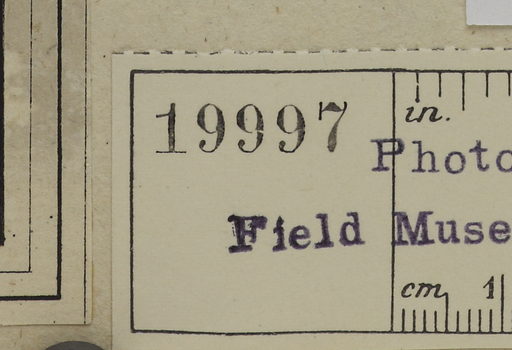 19997
in.
Photo
Field Muse
cm 1